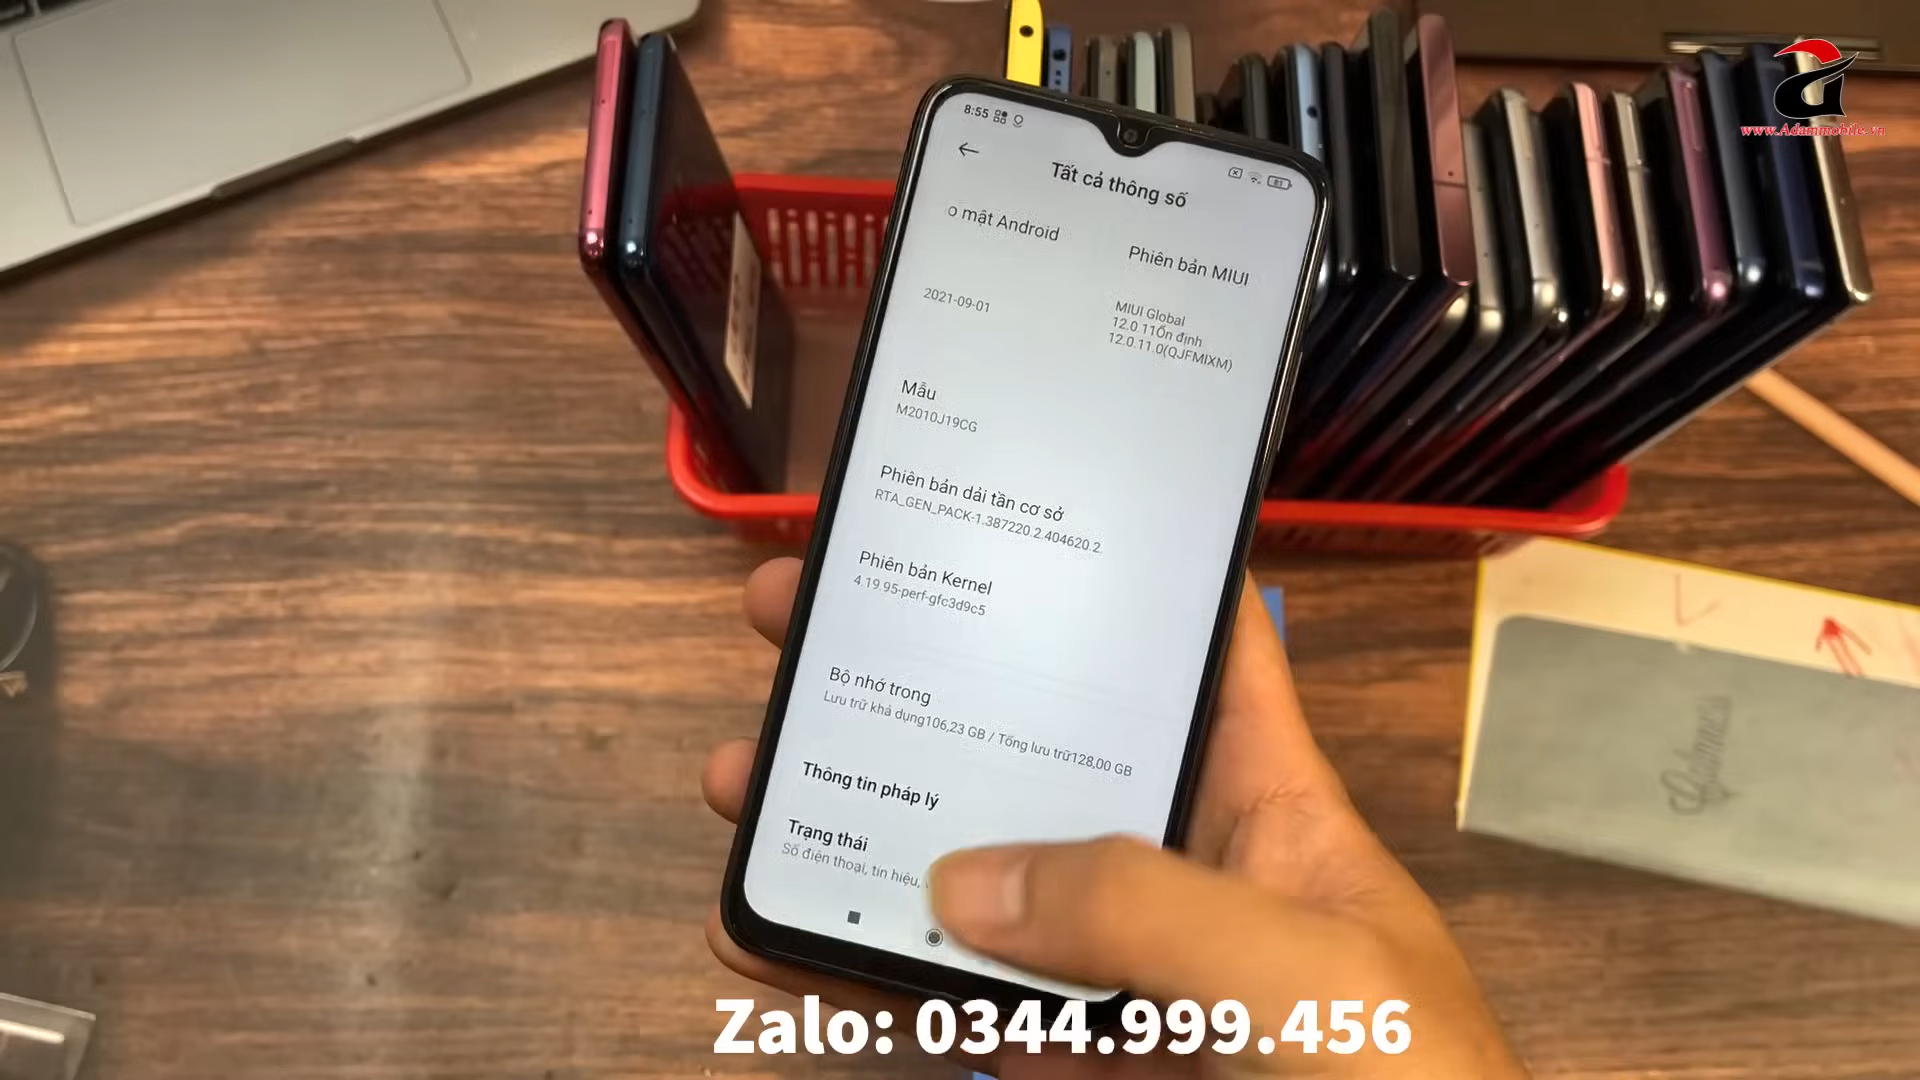 www.Adammobile.vn
8:55
81
Tất cả thông số
o mật Android
Phiên bản MIUI
2021-09-01
MIUI Global
12.0.11Ổn định
12.0.11.0(QJFMIXM)
Mẫu
M2010J19CG
Phiên bản dải tần cơ sở
RTA_GEN_PACK-1.387220.2.404620.2
Phiên bản Kernel
4.19.95-perf-gfc3d9c5
Bộ nhớ trong
Lưu trữ khả dụng106,23 GB / Tổng lưu trữ128,00 GB
Thông tin pháp lý
Trạng thái
Số điện thoại, tín hiệu,
Zalo: 0344.999.456